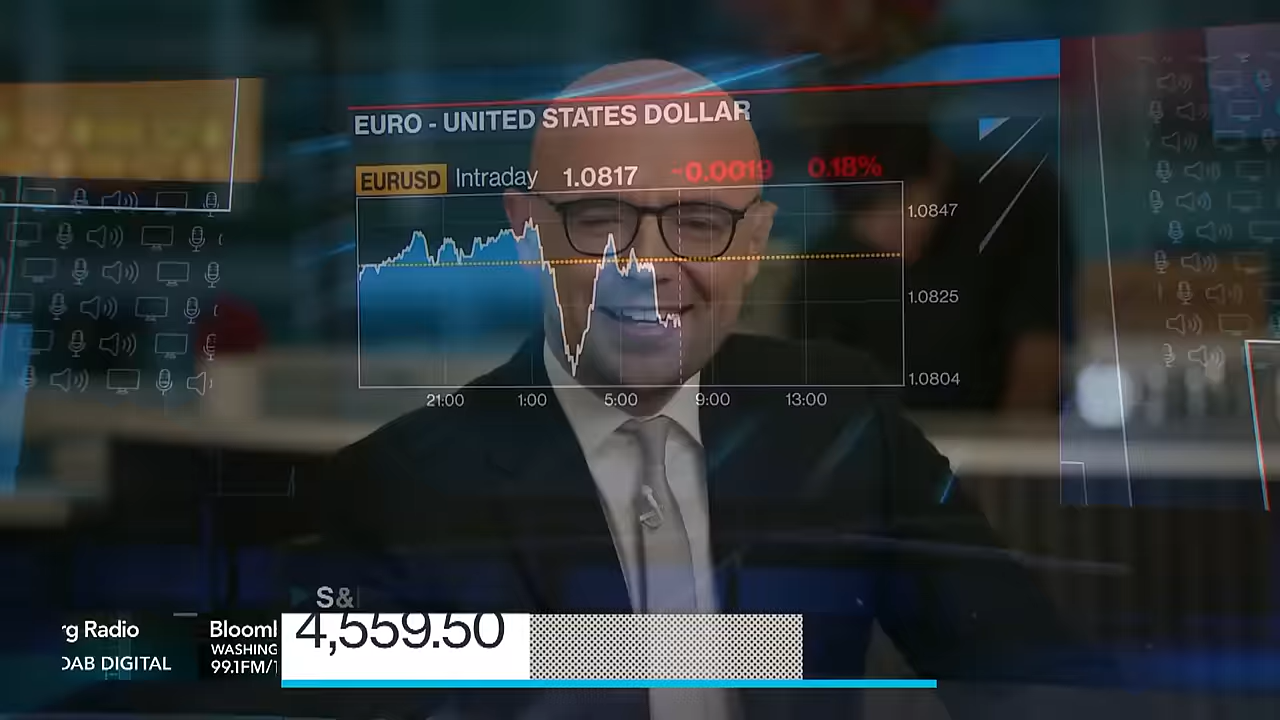 EURO - UNITED STATES DOLLAR
EURUSD Intraday 1.0817 -0.0019 0.18%
1.0847
1.0825
1.0804
21:00 1:00 5:00 9:00 13:00
S&
4,559.50
rg Radio
DAB DIGITAL
Bloom
WASHING
99.1FM/